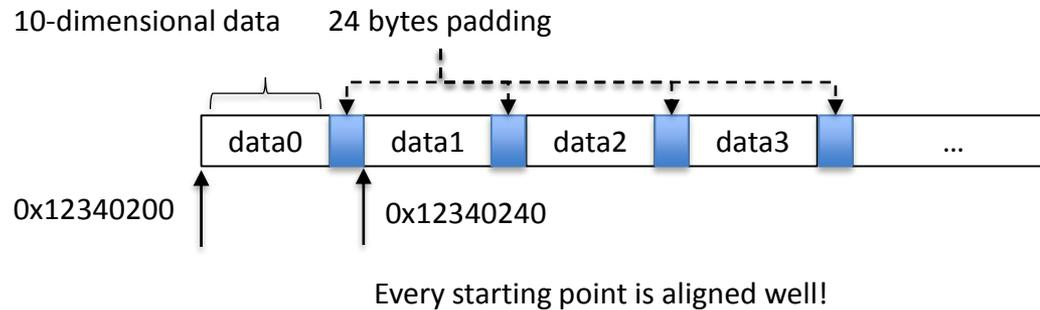 10-dimensional data 24 bytes padding
data0 data1 data2 data3 ...
0x12340200 0x12340240
Every starting point is aligned well!